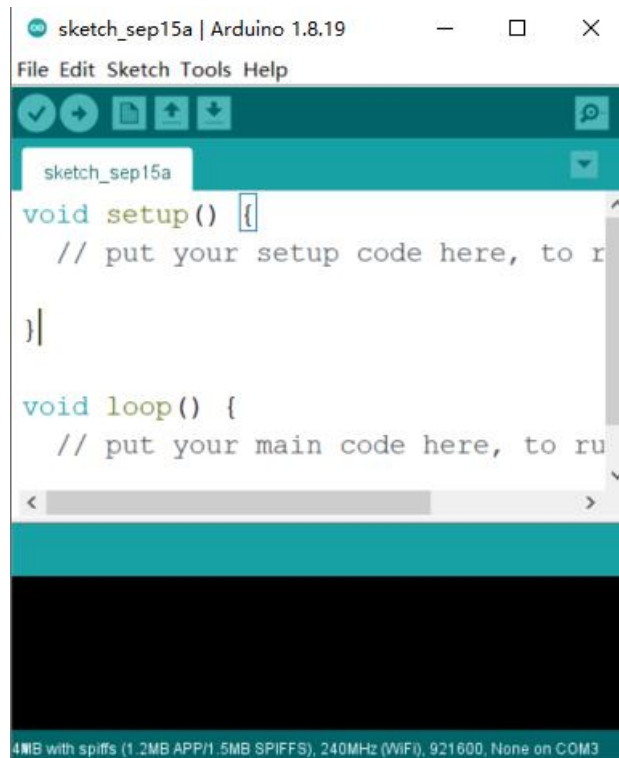 sketch_sep15a | Arduino 1.8.19
File Edit Sketch Tools Help
sketch_sep15a
void setup() {
// put your setup code here, to r
}
void loop() {
// put your main code here, to ru
MB with spiffs (1.2MB APP/1.5MB SPIFFS), 240MHz (WiFi), 921600, None on COM3